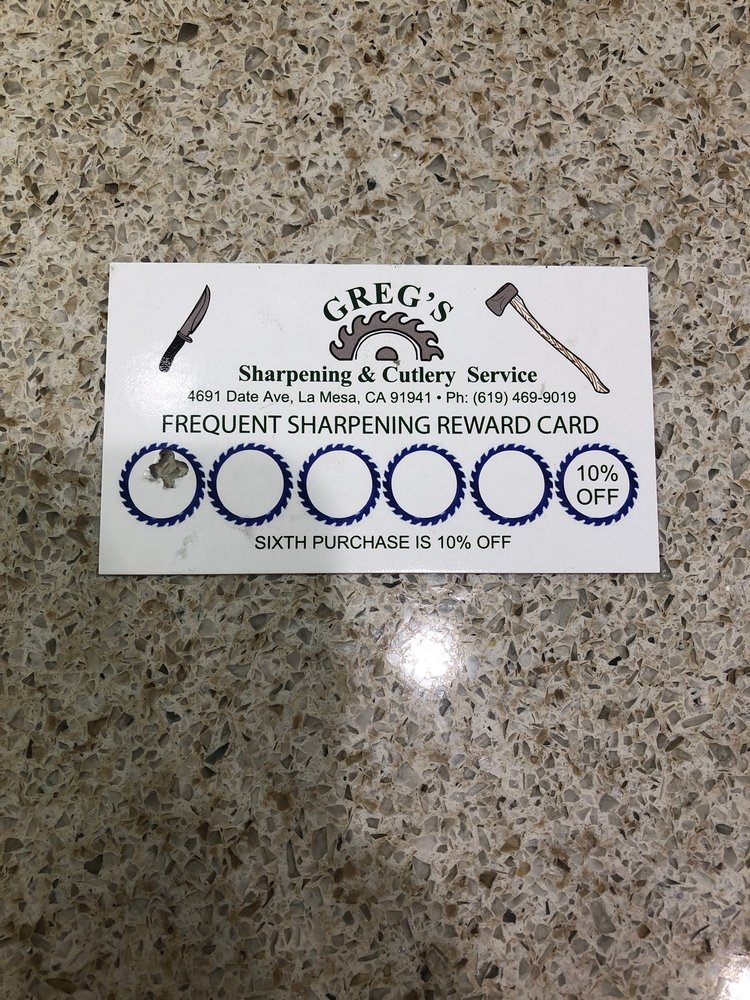 GREG'S
Sharpening & Cutlery Service
4691 Date Ave, La Mesa, CA 91941 • Ph: (619) 469-9019
FREQUENT SHARPENING REWARD CARD
10%
OFF
SIXTH PURCHASE IS 10% OFF